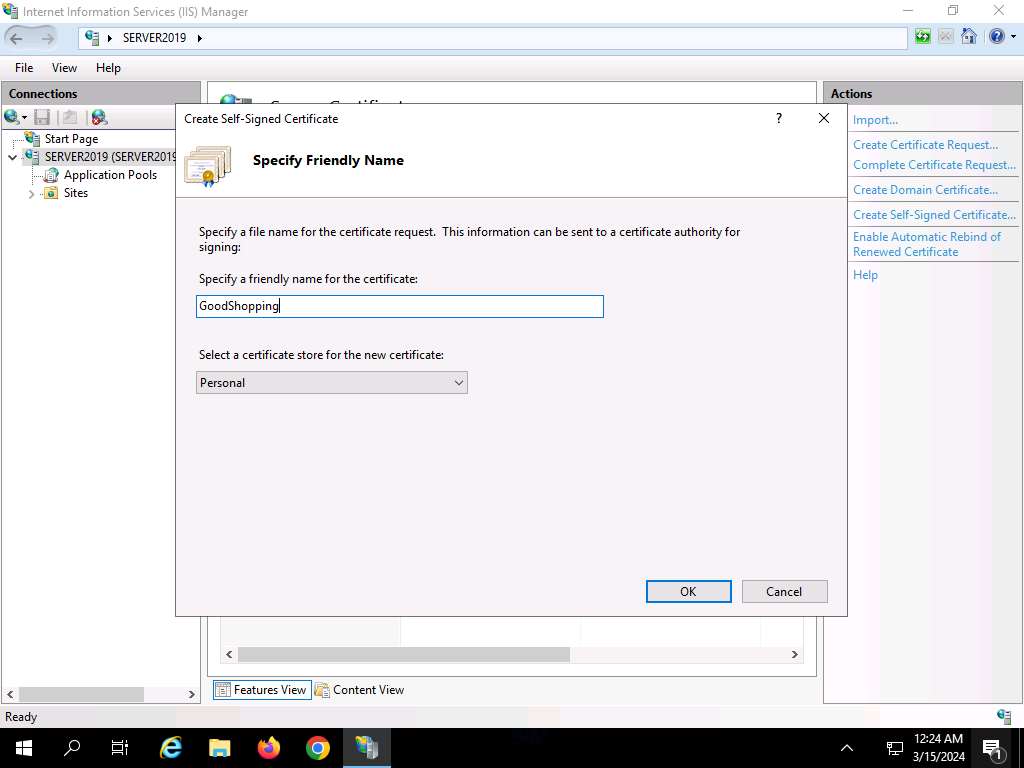 Internet Information Services (IIS) Manager
SERVER2019
File View Help
Connections
Start Page
SERVER2019 (SERVER2019
Application Pools
Sites
Create Self-Signed Certificate
?
Specify Friendly Name
Specify a file name for the certificate request. This information can be sent to a certificate authority for
signing:
Specify a friendly name for the certificate:
GoodShopping
Select a certificate store for the new certificate:
Personal
OK Cancel
Features View Content View
Actions
Import...
Create Certificate Request...
Complete Certificate Request...
Create Domain Certificate...
Create Self-Signed Certificate...
Enable Automatic Rebind of
Renewed Certificate
Help
Ready
12:24 AM
3/15/2024
1